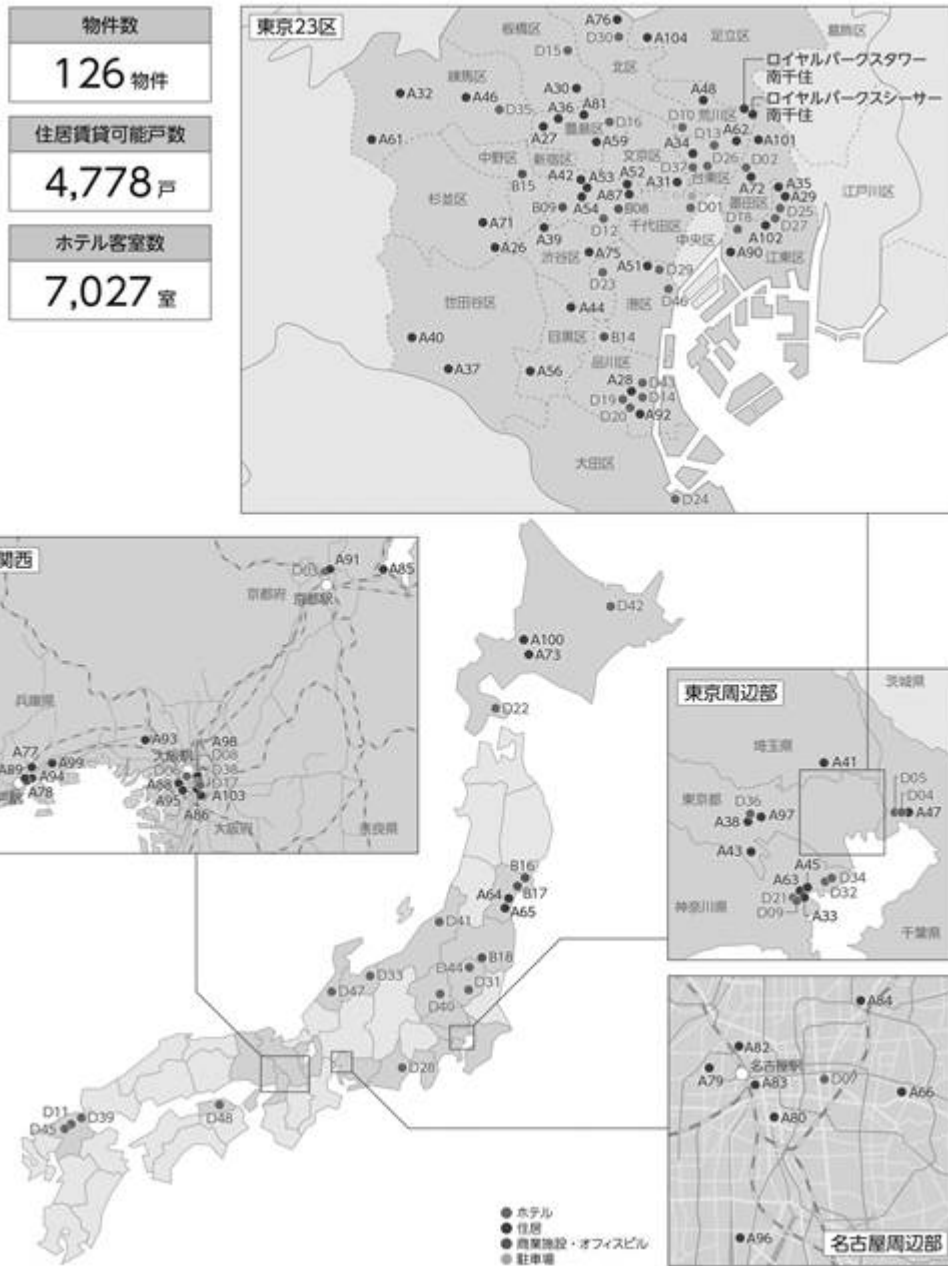 物件数
126 物件
住居賃貸可能戸数
4,778 戸
ホテル客室数
7,027 室
東京23区
板橋区
A76
D30
A104
足立区
葛飾区
D15
北区
ロイヤルパークスタワー
南千住
ロイヤルパークスシーサー
南千住
練馬区
A32
A46
D35
A30
A36
A81
A48
豊島区
D16
D10
荒川区
A27
A59
D13
A62
A101
A61
中野区
新宿区
文京区
A34
D26
D02
D37
台東区
B15
A42
A53
A52
A31
A72
A35
A29
杉並区
A87
墨田区
D25
B09
A54
B08
D01
D18
D27
A71
D12
千代田区
A39
A102
江戸川区
A26
渋谷区
A75
中央区
A90
江東区
A51
D29
D23
世田谷区
港区
D46
A44
A40
目黒区
B14
A37
A56
品川区
A28
D43
D19
D14
D20
A92
大田区
D24
関西
D03
A91
A85
京都府
京都駅
兵庫県
A93
A98
A77
A99
大阪駅
D08
A89
D06
D38
A94
A88
D17
A78
A95
A103
A86
大阪府
奈良県
D42
A100
A73
D22
B16
A64
B17
A65
D41
B18
D44
D33
D31
D47
D40
D28
D11
D39
D45
D48
東京周辺部
茨城県
埼玉県
A41
D05
東京都
D36
D04
A38
A97
A47
A43
A45
A63
D34
D21
D32
神奈川県
D09
A33
千葉県
A84
A82
名古屋駅
A79
A83
D07
A66
A80
A96
名古屋周辺部
ホテル
住居
商業施設・オフィスビル
駐車場